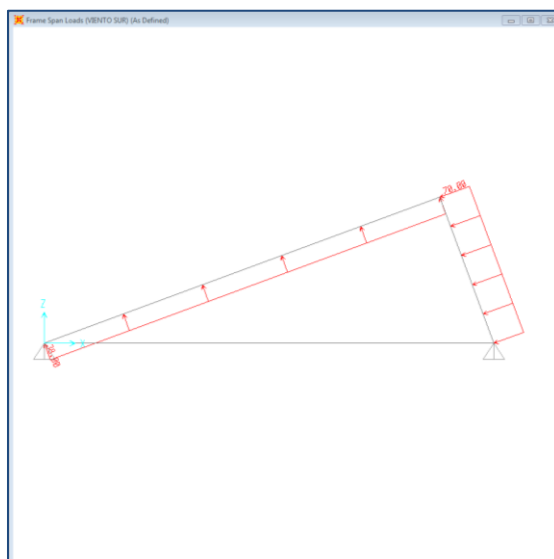 Frame Span Loads (VIENTO SUR) (As Defined)
70.00
Z
Y